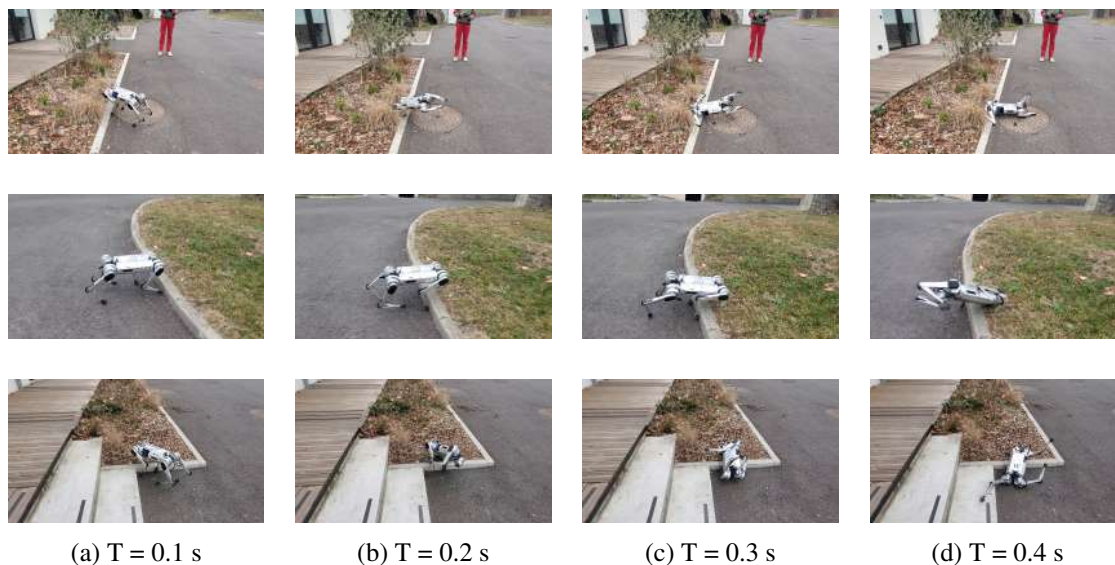 (a) T = 0.1 s
(b) T = 0.2 s
(c) T = 0.3 s
(d) T = 0.4 s